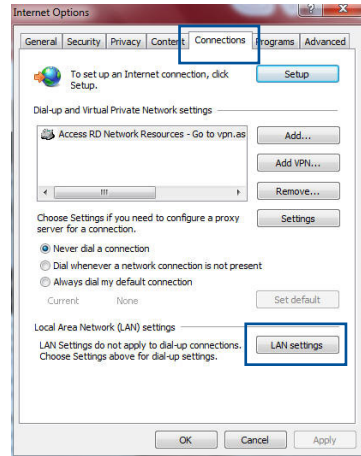 Internet Options
General Security Privacy Content Connections Programs Advanced
To set up an Internet connection, click
Setup.
Setup
Dial-up and Virtual Private Network settings
Access RD Network Resources - Go to vpn.as
Add...
Add VPN...
Remove...
Choose Settings if you need to configure a proxy
server for a connection.
Settings
Never dial a connection
Dial whenever a network connection is not present
Always dial my default connection
Current None
Set default
Local Area Network (LAN) settings
LAN Settings do not apply to dial-up connections.
Choose Settings above for dial-up settings.
LAN settings
OK Cancel Apply